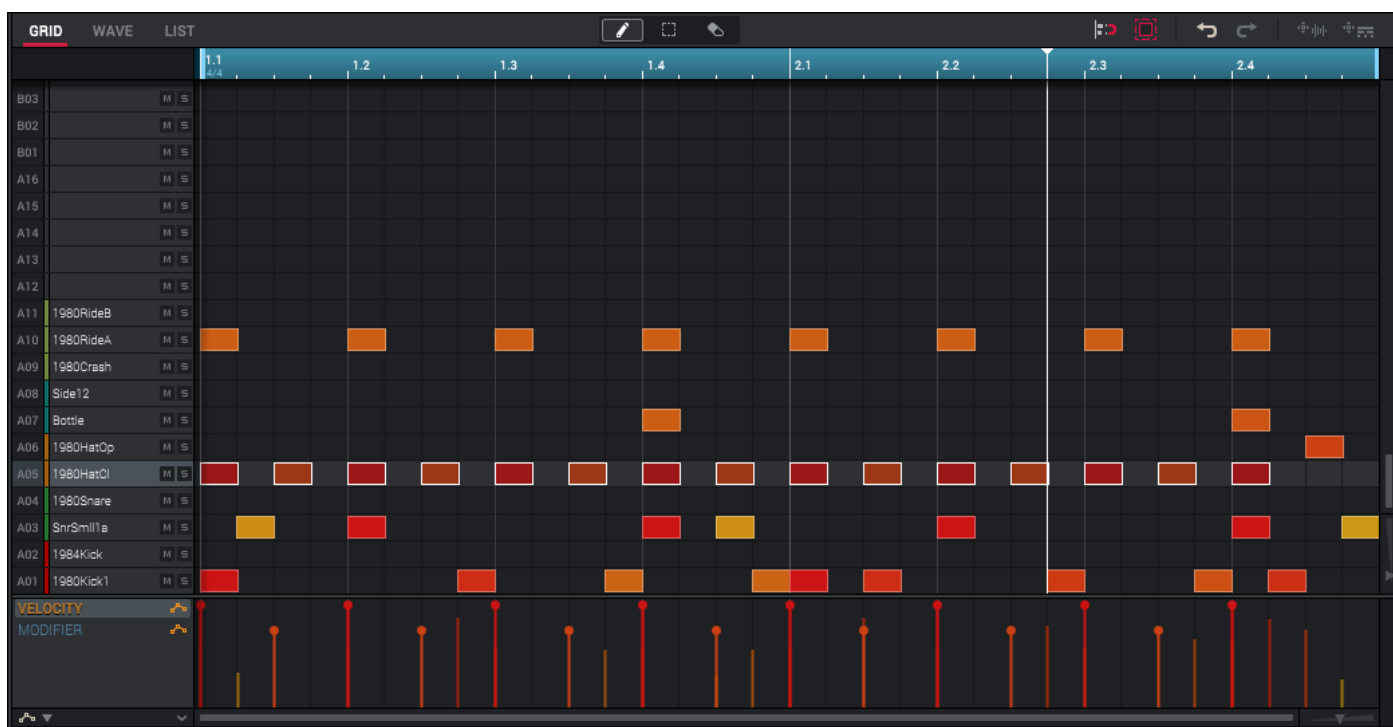 GRID WAVE LIST
1.1 1.2 1.3 1.4 2.1 2.2 2.3 2.4
4/4
B03 M S
B02 M S
B01 M S
A16 M S
A15 M S
A14 M S
A13 M S
A12 M S
A11 1980RideB M S
A10 1980RideA M S
A09 1980Crash M S
A08 Side12 M S
A07 Bottle M S
A06 1980HatOp M S
A05 1980HatCl M S
A04 1980Snare M S
A03 SnrSmll1a M S
A02 1984Kick M S
A01 1980Kick1 M S
VELOCITY
MODIFIER